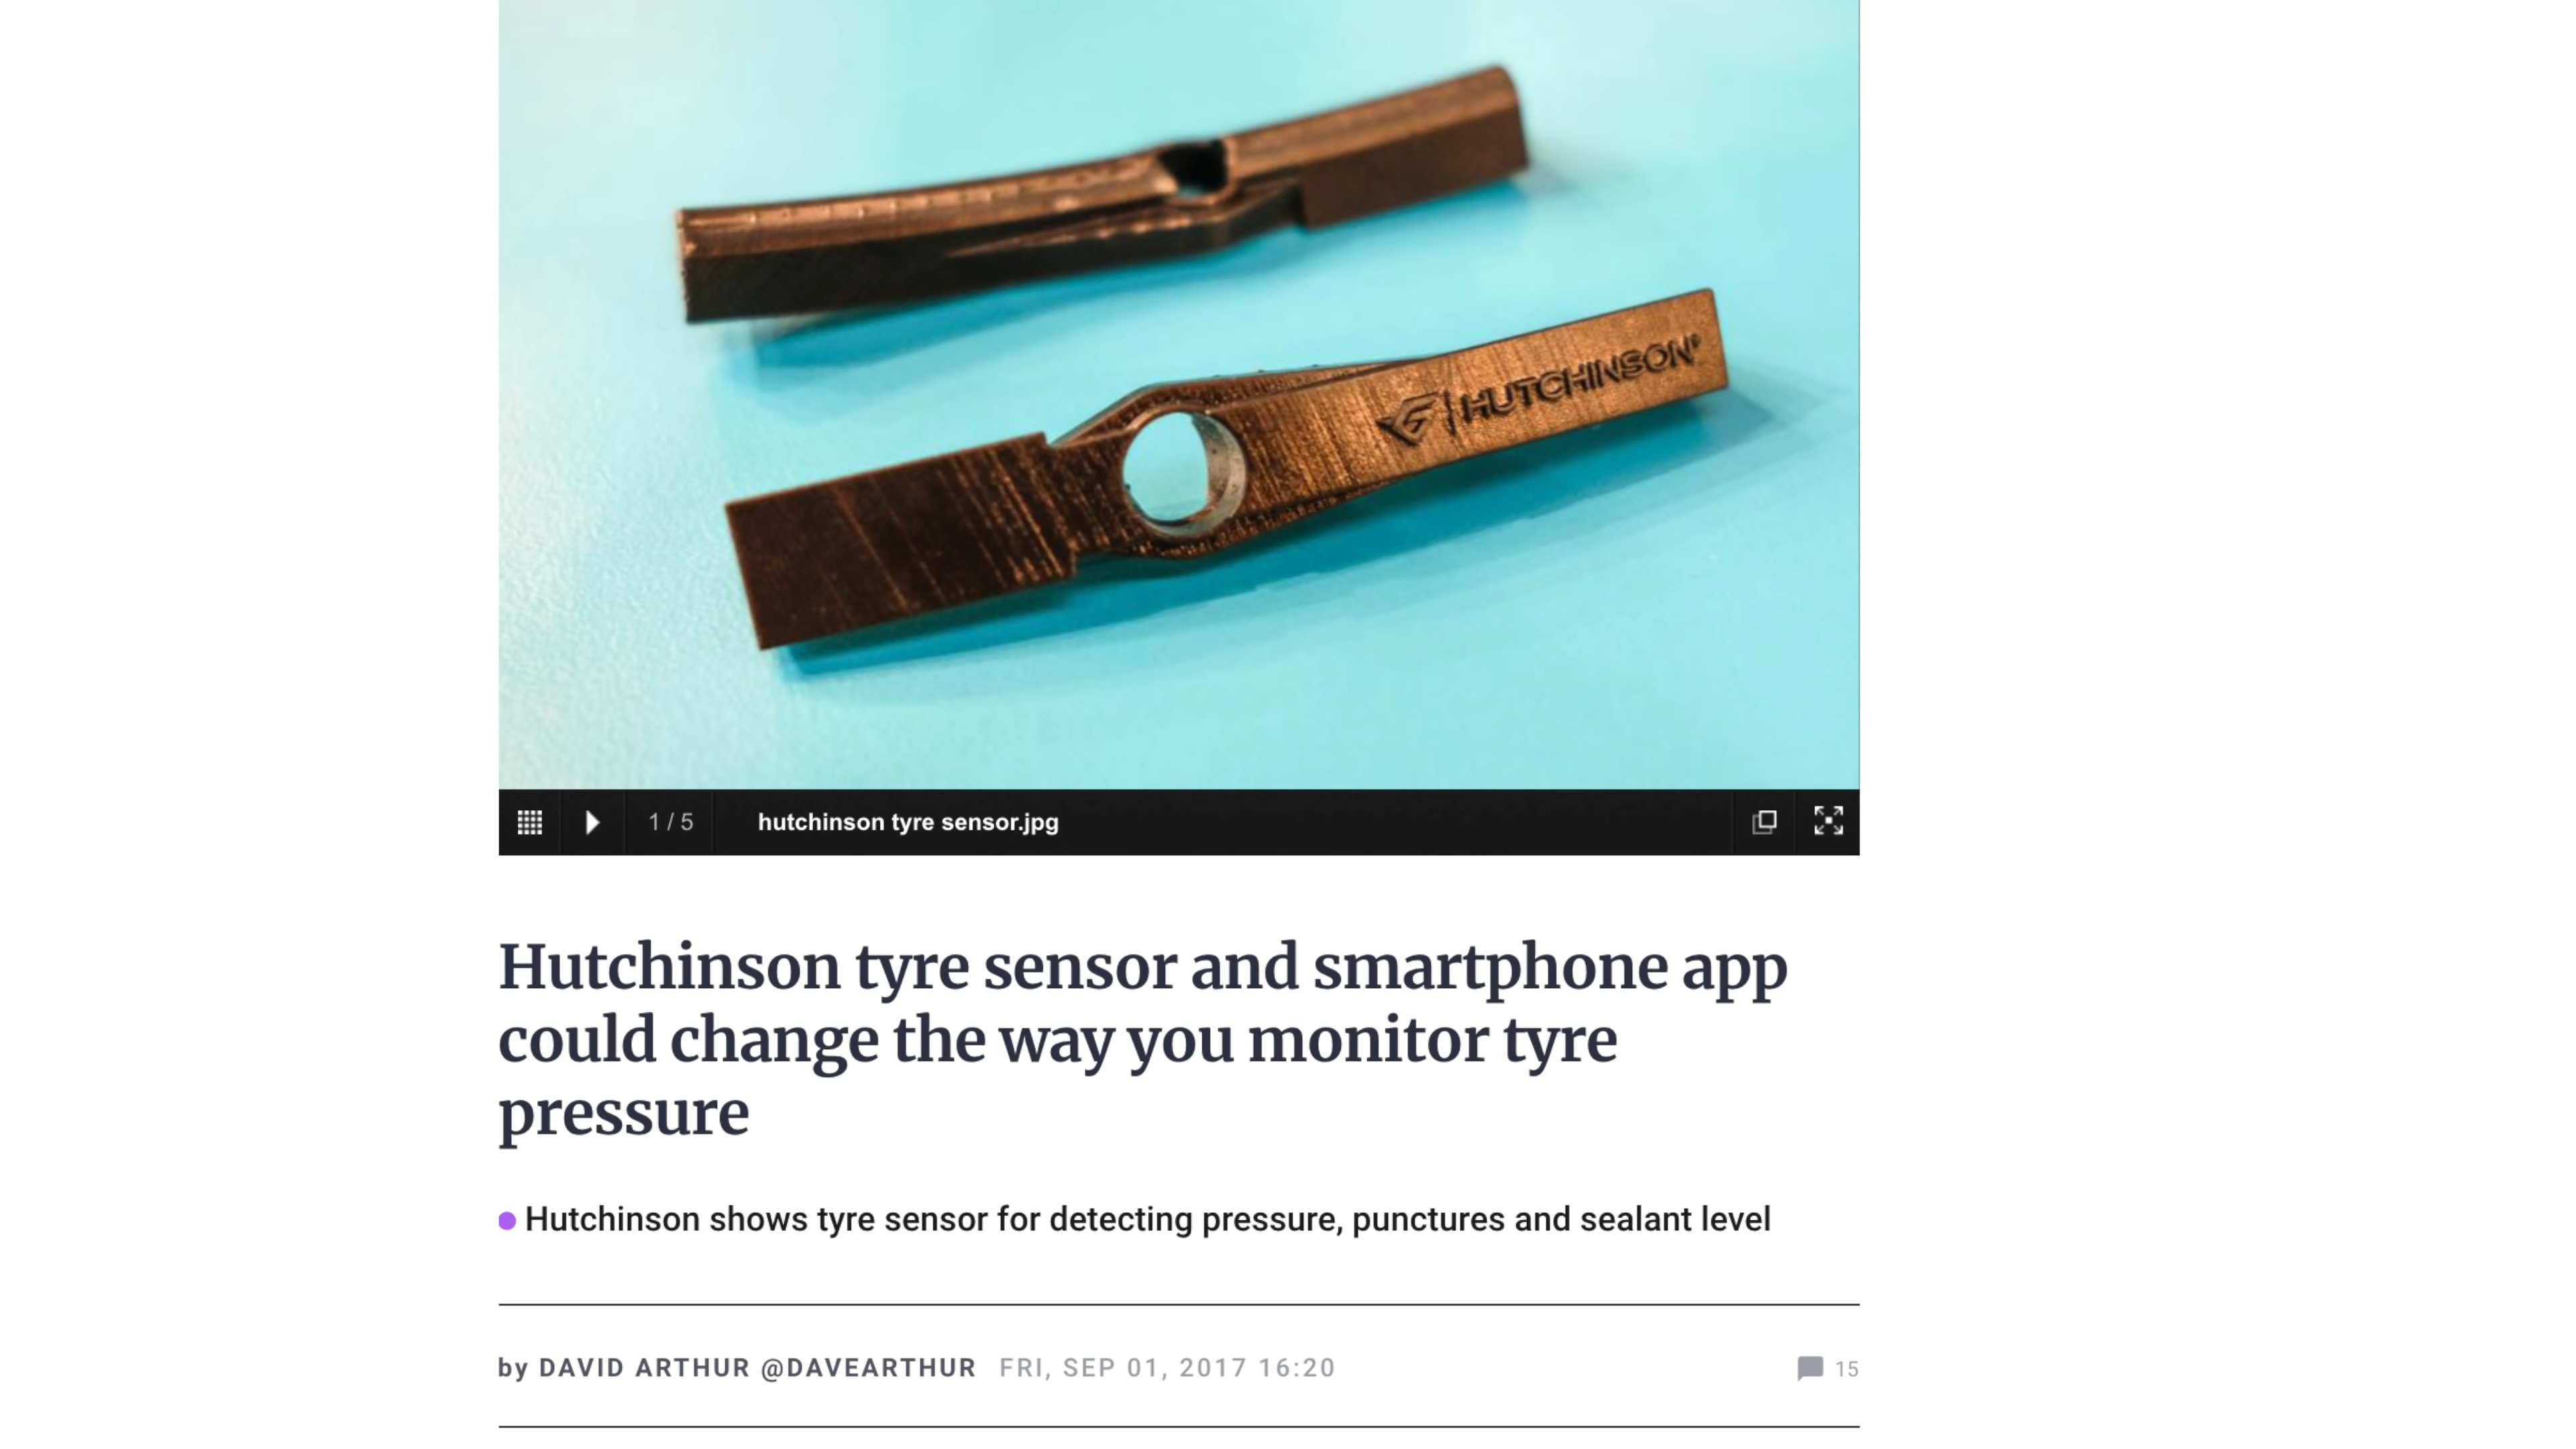 HUTCHINSON®
1 / 5
hutchinson tyre sensor.jpg
Hutchinson tyre sensor and smartphone app
could change the way you monitor tyre
pressure
Hutchinson shows tyre sensor for detecting pressure, punctures and sealant level
by DAVID ARTHUR @DAVEARTHUR FRI, SEP 01, 2017 16:20
15